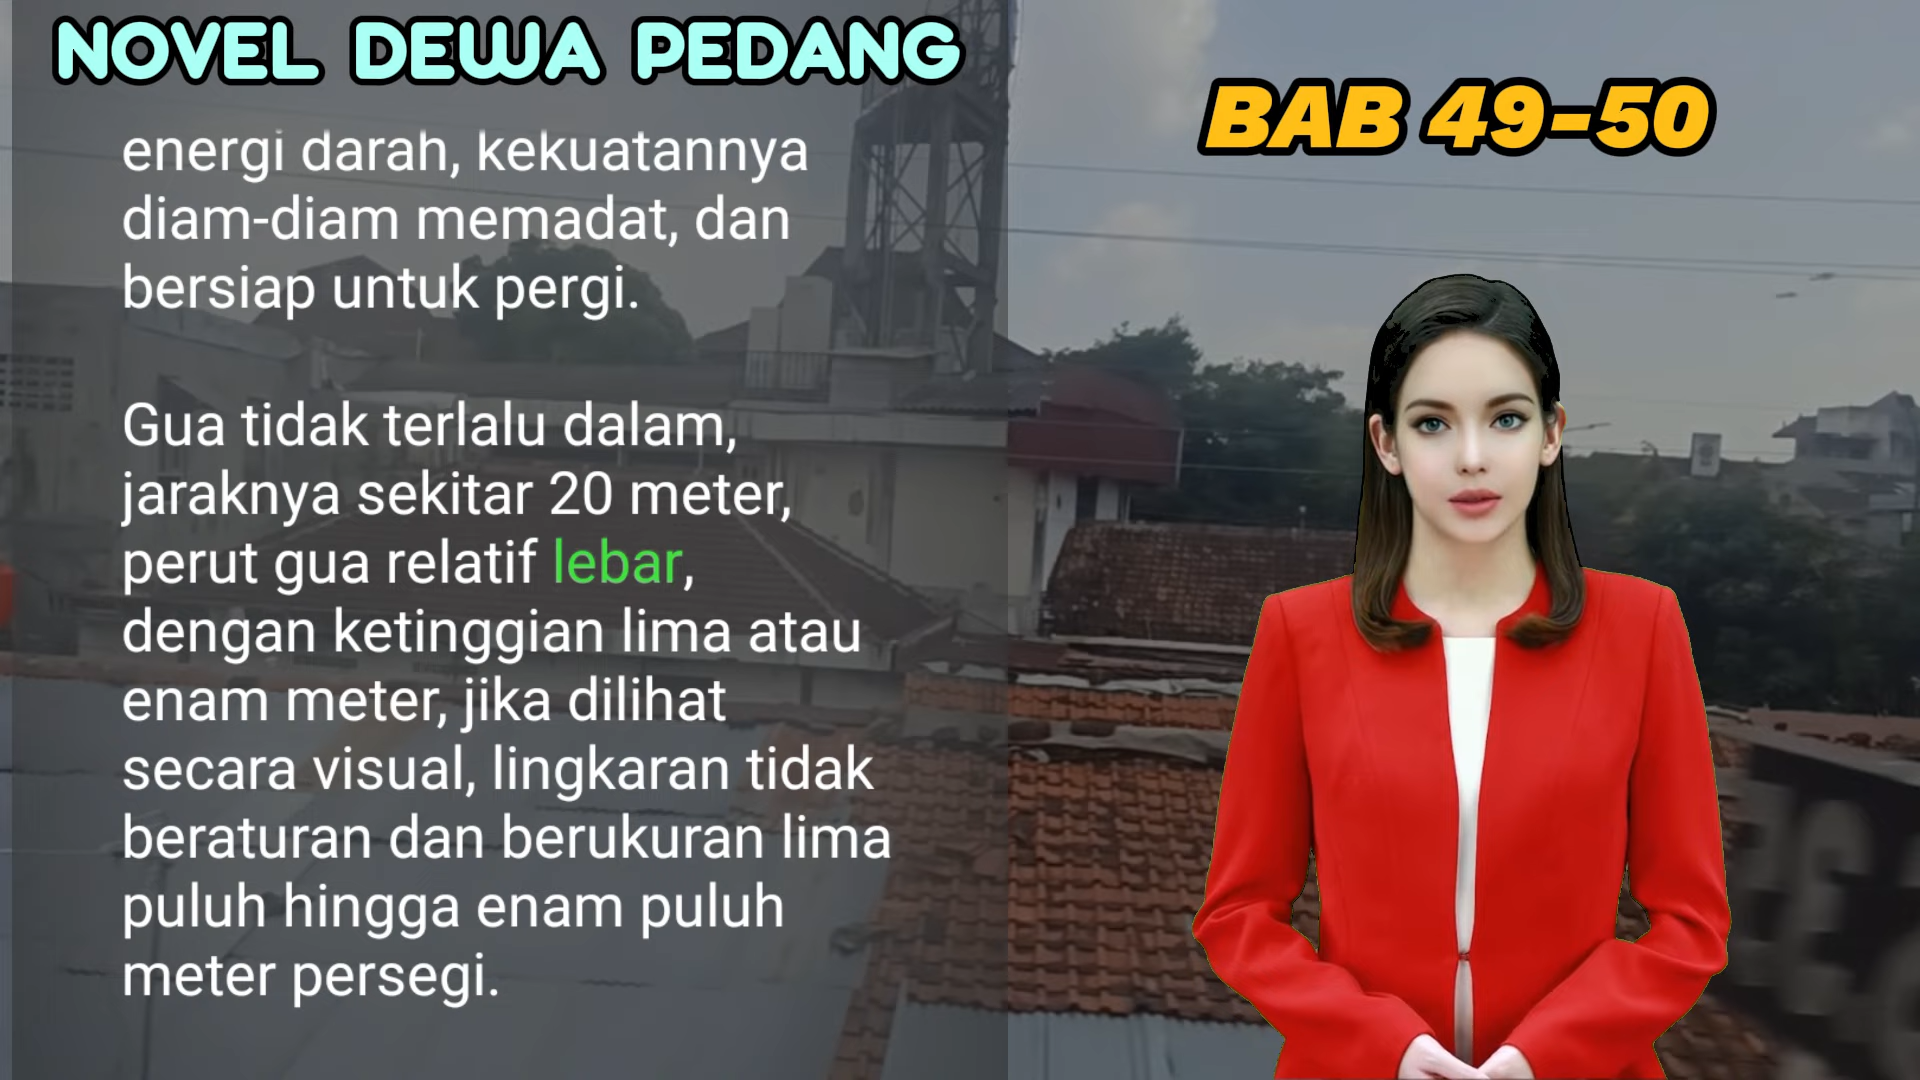 NOVEL DEWA PEDANG
BAB 49-50
energi darah, kekuatannya
diam-diam memadat, dan
bersiap untuk pergi.
Gua tidak terlalu dalam,
jaraknya sekitar 20 meter,
perut gua relatif lebar,
dengan ketinggian lima atau
enam meter, jika dilihat
secara visual, lingkaran tidak
beraturan dan berukuran lima
puluh hingga enam puluh
meter persegi.